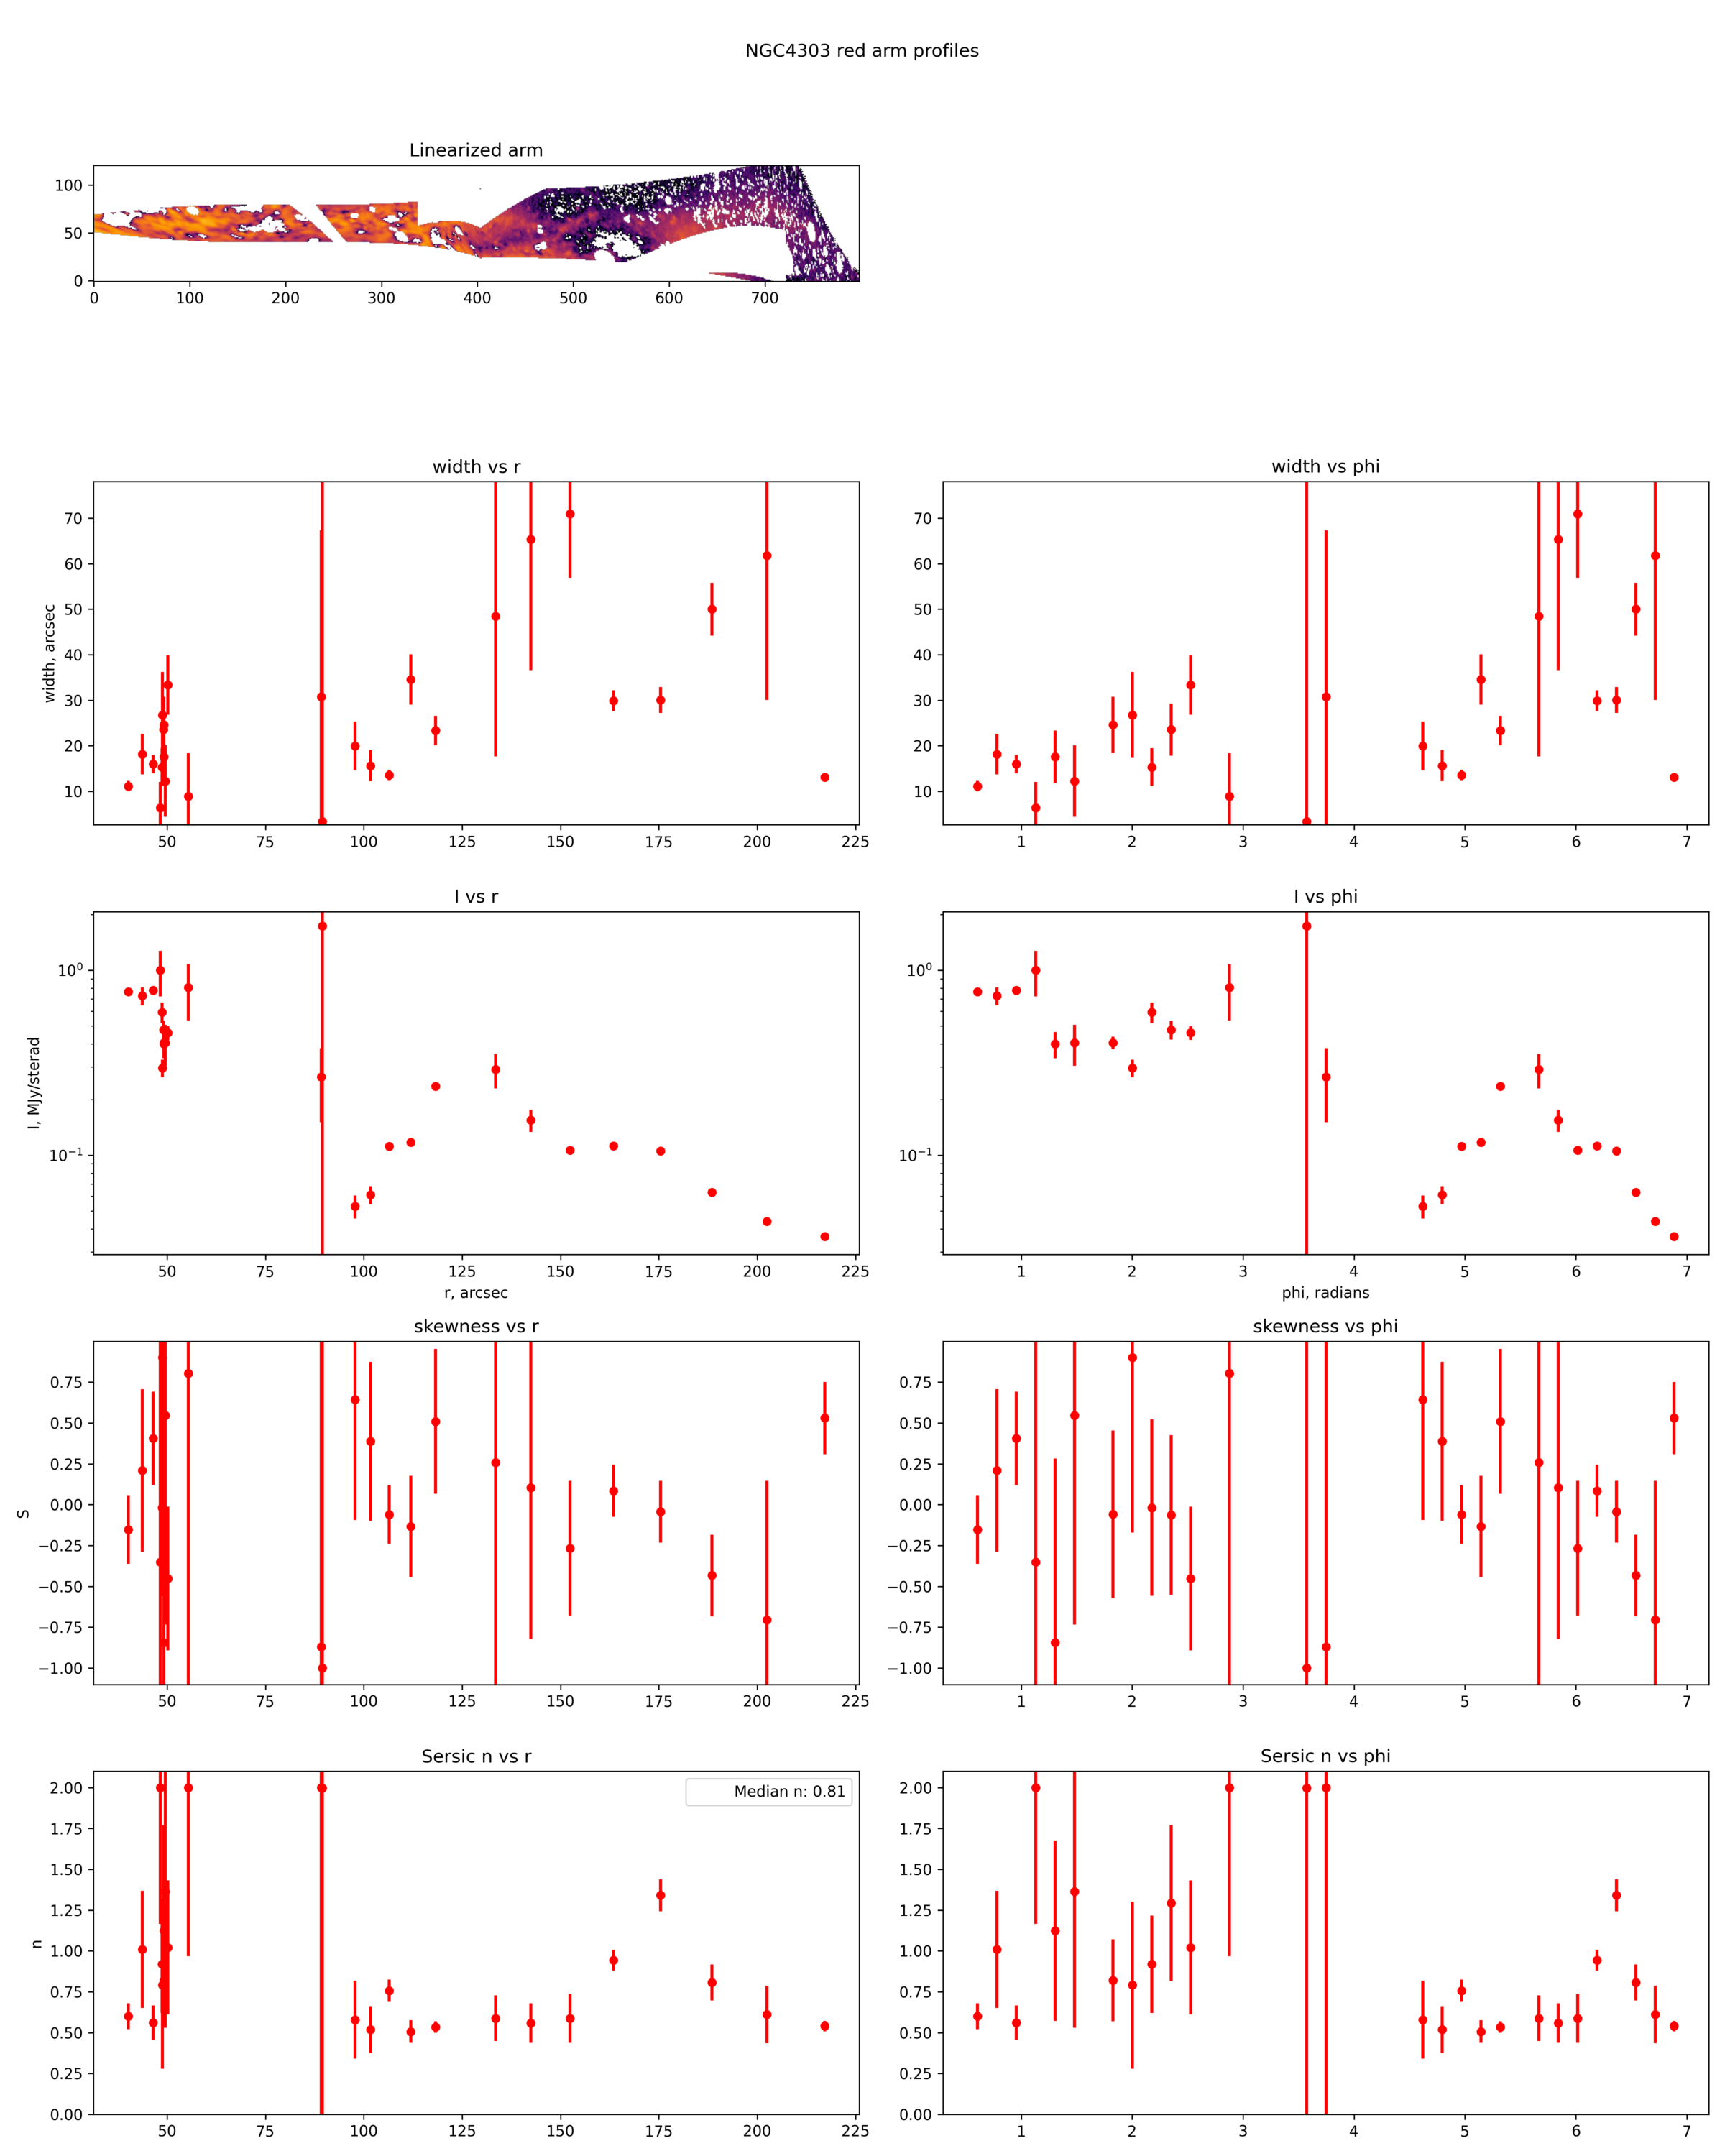 NGC4303 red arm profiles
Linearized arm
100
50
0
0 100 200 300 400 500 600 700
width vs r
width vs phi
width, arcsec
70
60
50
40
30
20
10
50 75 100 125 150 175 200 225
70
60
50
40
30
20
10
1 2 3 4 5 6 7
I vs r
I vs phi
I, MJy/sterad
10⁰
10⁻¹
50 75 100 125 150 175 200 225
r, arcsec
10⁰
10⁻¹
1 2 3 4 5 6 7
phi, radians
skewness vs r
skewness vs phi
S
0.75
0.50
0.25
0.00
−0.25
−0.50
−0.75
−1.00
50 75 100 125 150 175 200 225
0.75
0.50
0.25
0.00
−0.25
−0.50
−0.75
−1.00
1 2 3 4 5 6 7
Sersic n vs r
Sersic n vs phi
n
Median n: 0.81
2.00
1.75
1.50
1.25
1.00
0.75
0.50
0.25
0.00
50 75 100 125 150 175 200 225
2.00
1.75
1.50
1.25
1.00
0.75
0.50
0.25
0.00
1 2 3 4 5 6 7